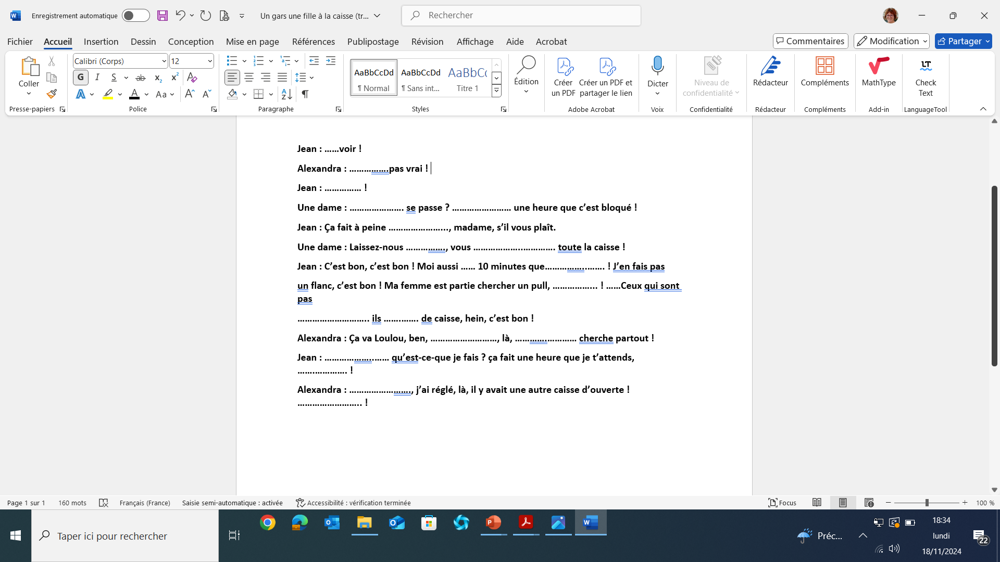 Enregistrement automatique
Un gars une fille à la caisse (tr...
Rechercher
Fichier Accueil Insertion Dessin Conception Mise en page Références Publipostage Révision Affichage Aide Acrobat
Commentaires Modification Partager
Calibri (Corps) 12
Coller
G I S ab x₂ x² A
A A Aa A A
AaBbCcDd AaBbCcDd AaBbCc
¶ Normal ¶ Sans int... Titre 1
Édition
Créer un PDF
Créer un PDF et partager le lien
Dicter
Niveau de confidentialité
Rédacteur
Compléments
MathType
LT
Check Text
Presse-papiers Police Paragraphe Styles Adobe Acrobat Voix Confidentialité Rédacteur Compléments Add-in LanguageTool
Jean : ……voir !
Alexandra : …………….pas vrai !
Jean : …………… !
Une dame : …………………. se passe ? …………………… une heure que c’est bloqué !
Jean : Ça fait à peine …………………..., madame, s’il vous plaît.
Une dame : Laissez-nous ……………., vous ………………..…………. toute la caisse !
Jean : C’est bon, c’est bon ! Moi aussi …… 10 minutes que……………..……. ! J’en fais pas
un flanc, c’est bon ! Ma femme est partie chercher un pull, ……………... ! ……Ceux qui sont
pas
……………………….. ils …….……. de caisse, hein, c’est bon !
Alexandra : Ça va Loulou, ben, ………………………, là, ………….………… cherche partout !
Jean : ………………..…… qu’est-ce-que je fais ? ça fait une heure que je t’attends,
…….…………. !
Alexandra : ……………………., j’ai réglé, là, il y avait une autre caisse d’ouverte !
…………………….. !
Page 1 sur 1 160 mots Français (France) Saisie semi-automatique : activée Accessibilité : vérification terminée Focus 100 %
Taper ici pour rechercher
Préc...
18:34
lundi
18/11/2024
22